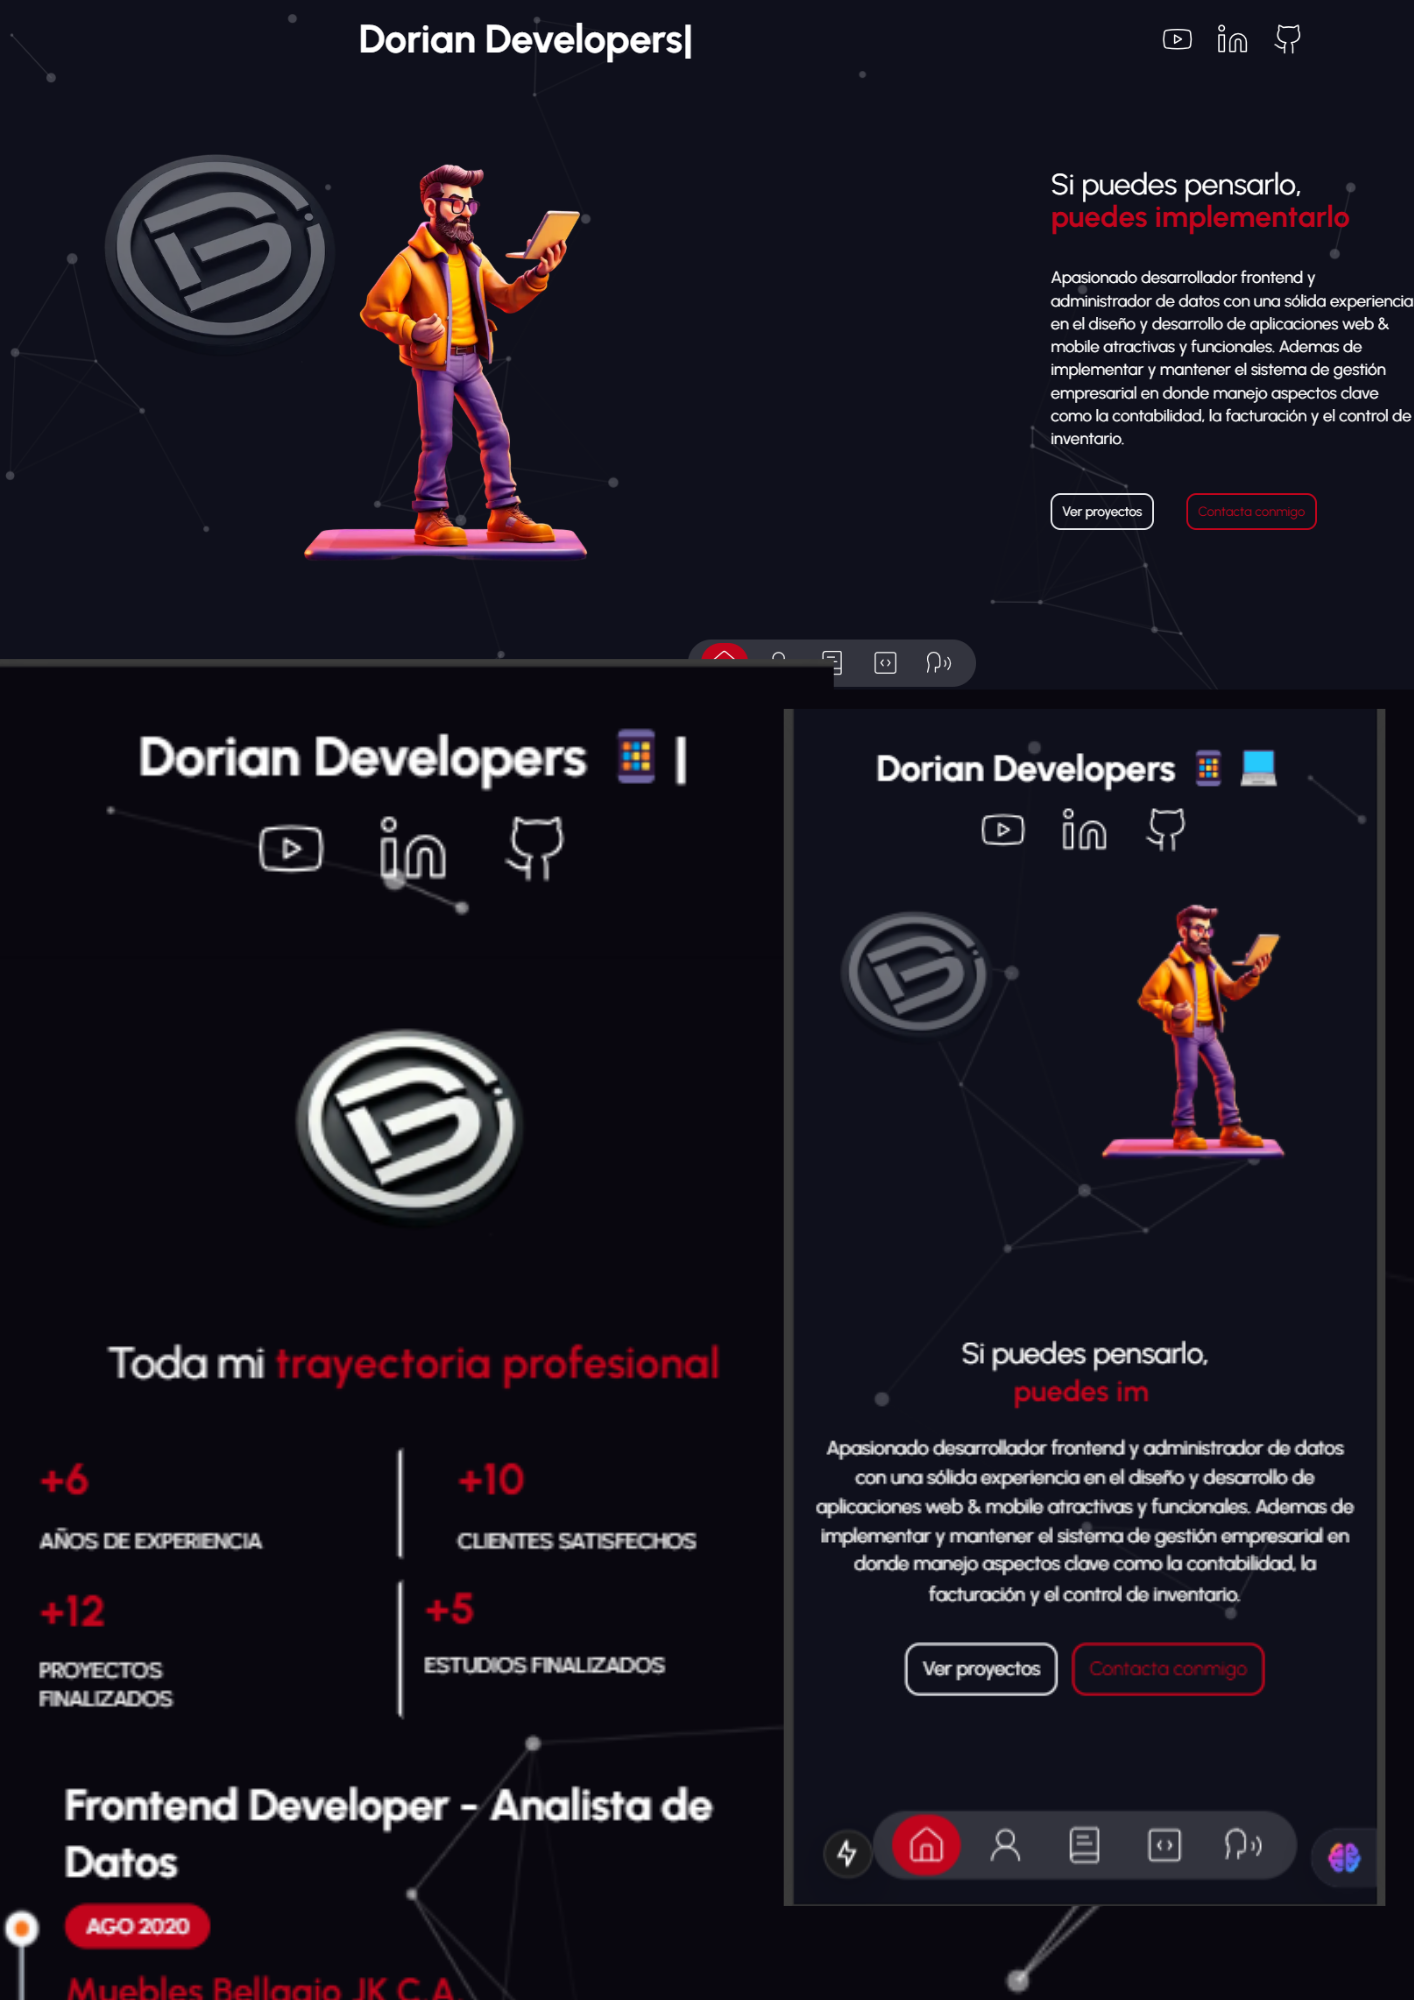 Dorian Developers|
Si puedes pensarlo,
puedes implementarlo
Apasionado desarrollador frontend y
administrador de datos con una sólida experiencia
en el diseño y desarrollo de aplicaciones web &
mobile atractivas y funcionales. Ademas de
implementar y mantener el sistema de gestión
empresarial en donde manejo aspectos clave
como la contabilidad, la facturación y el control de
inventario.
Ver proyectos
Contacta conmigo
Dorian Developers |
Toda mi trayectoria profesional
+6
AÑOS DE EXPERIENCIA
+10
CLIENTES SATISFECHOS
+12
PROYECTOS
FINALIZADOS
+5
ESTUDIOS FINALIZADOS
Frontend Developer - Analista de
Datos
AGO 2020
Muebles Bellagio JK C.A.
Dorian Developers
Si puedes pensarlo,
puedes im
Apasionado desarrollador frontend y administrador de datos
con una sólida experiencia en el diseño y desarrollo de
aplicaciones web & mobile atractivas y funcionales. Ademas de
implementar y mantener el sistema de gestión empresarial en
donde manejo aspectos clave como la contabilidad, la
facturación y el control de inventario.
Ver proyectos
Contacta conmigo